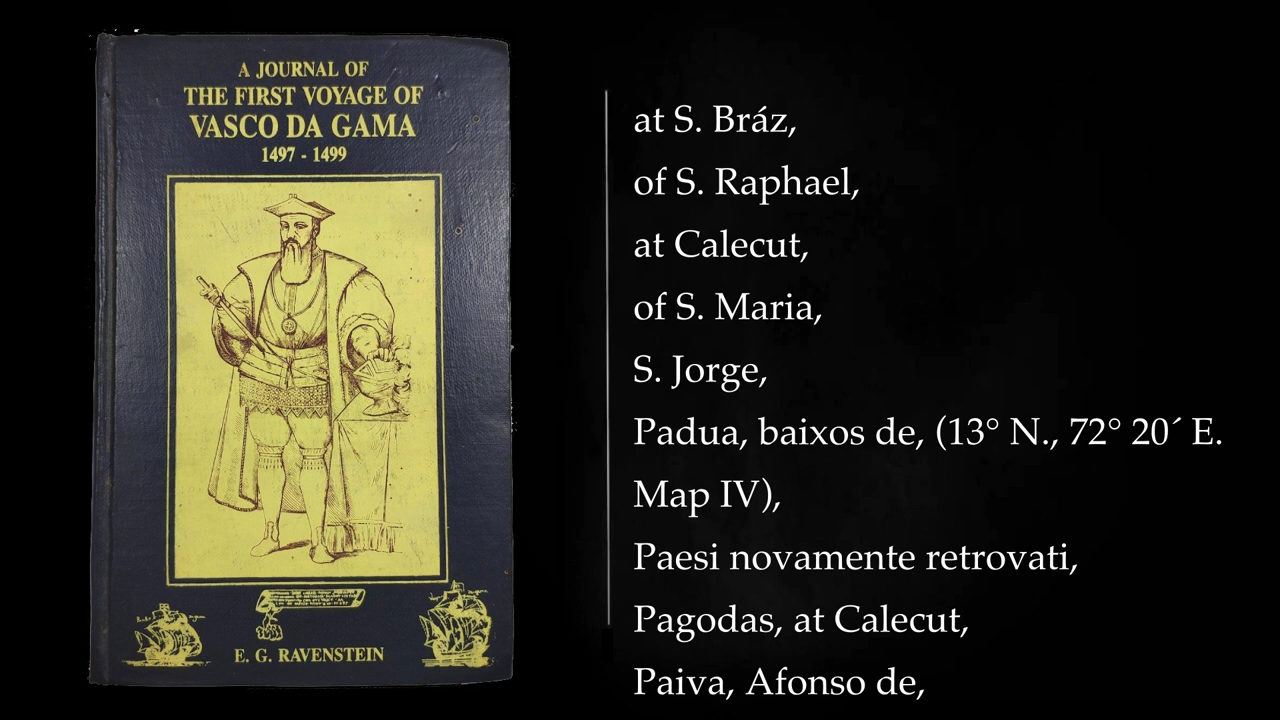 A JOURNAL OF
THE FIRST VOYAGE OF
VASCO DA GAMA
1497 - 1499
E. G. RAVENSTEIN
at S. Bráz,
of S. Raphael,
at Calecut,
of S. Maria,
S. Jorge,
Padua, baixos de, (13° N., 72° 20´ E.
Map IV),
Paesi novamente retrovati,
Pagodas, at Calecut,
Paiva, Afonso de,